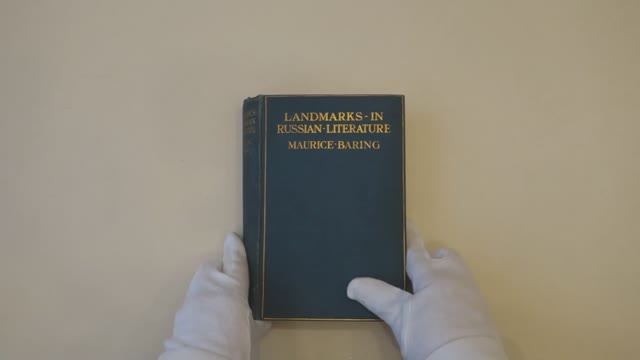 LANDMARKS - IN
RUSSIAN · LITERATURE
MAURICE · BARING